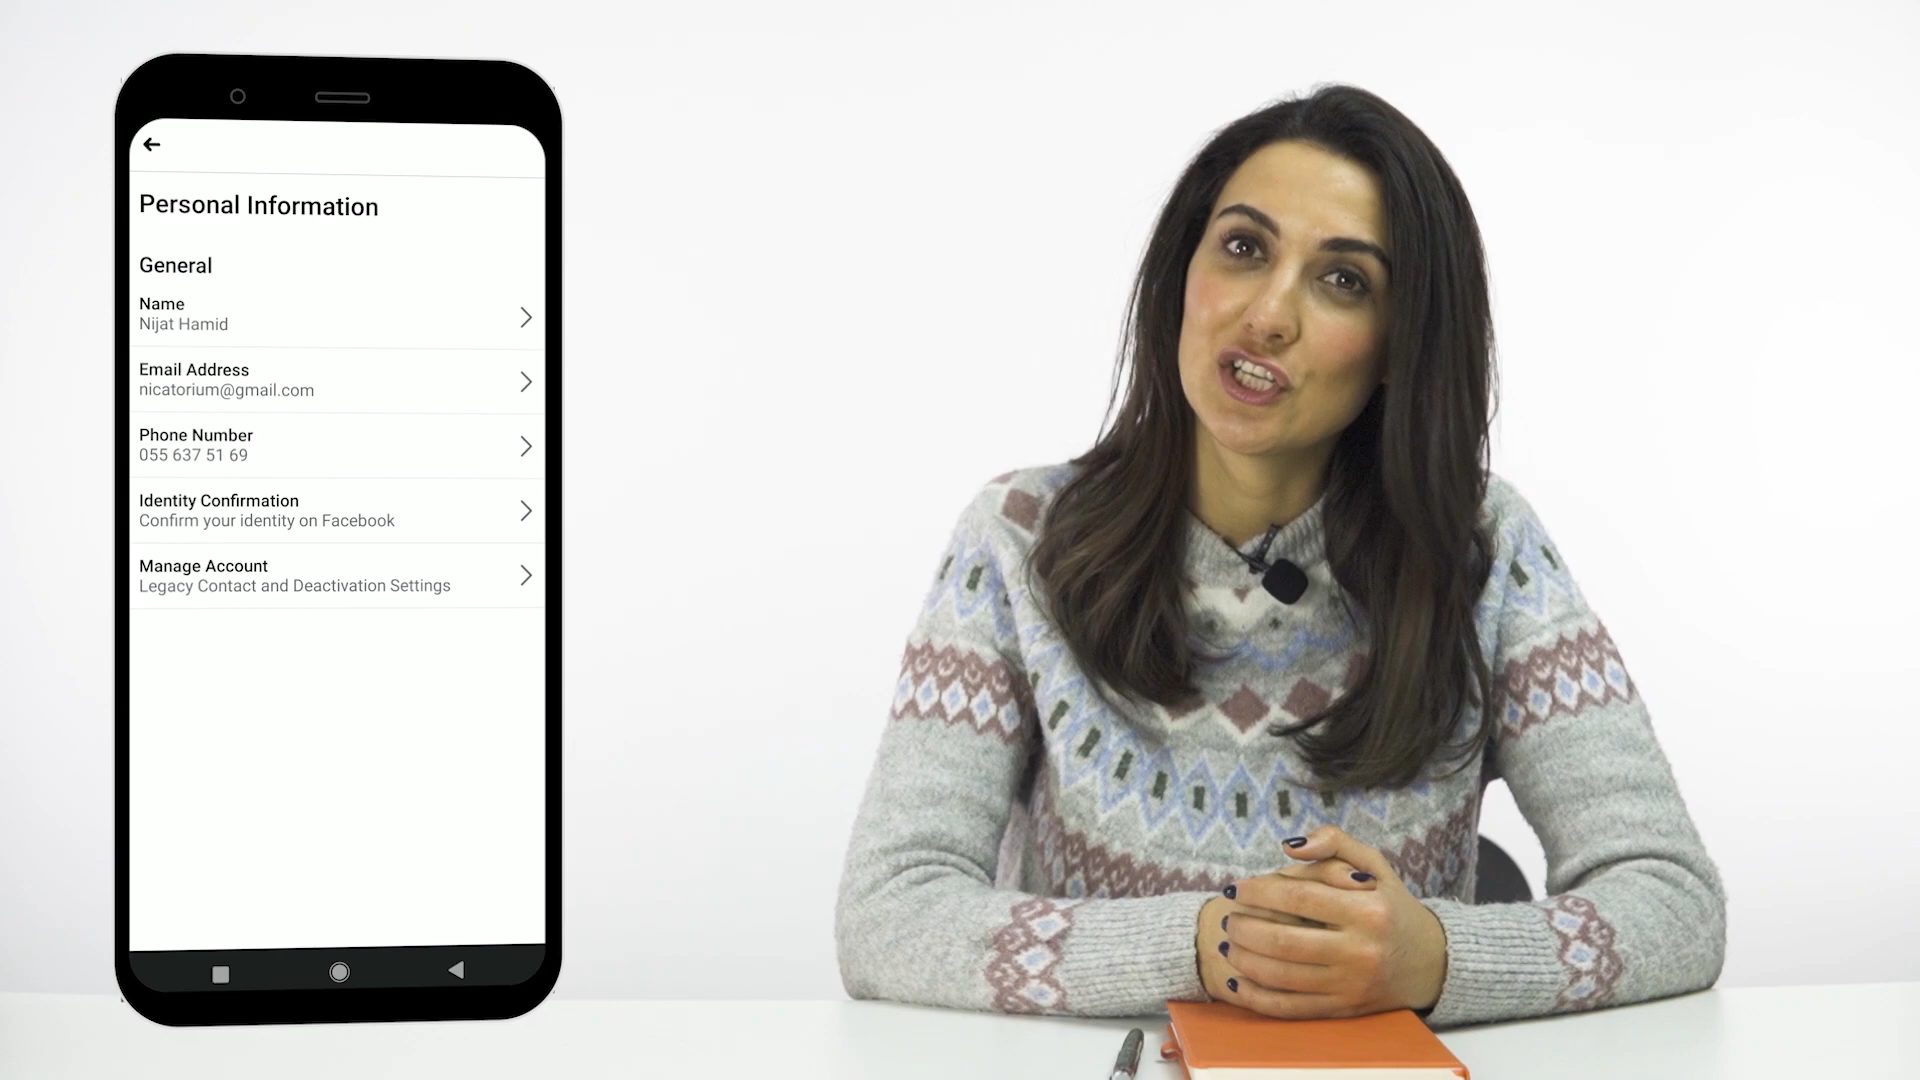 Personal Information
General
Name
Nijat Hamid
Email Address
nicatorium@gmail.com
Phone Number
055 637 51 69
Identity Confirmation
Confirm your identity on Facebook
Manage Account
Legacy Contact and Deactivation Settings